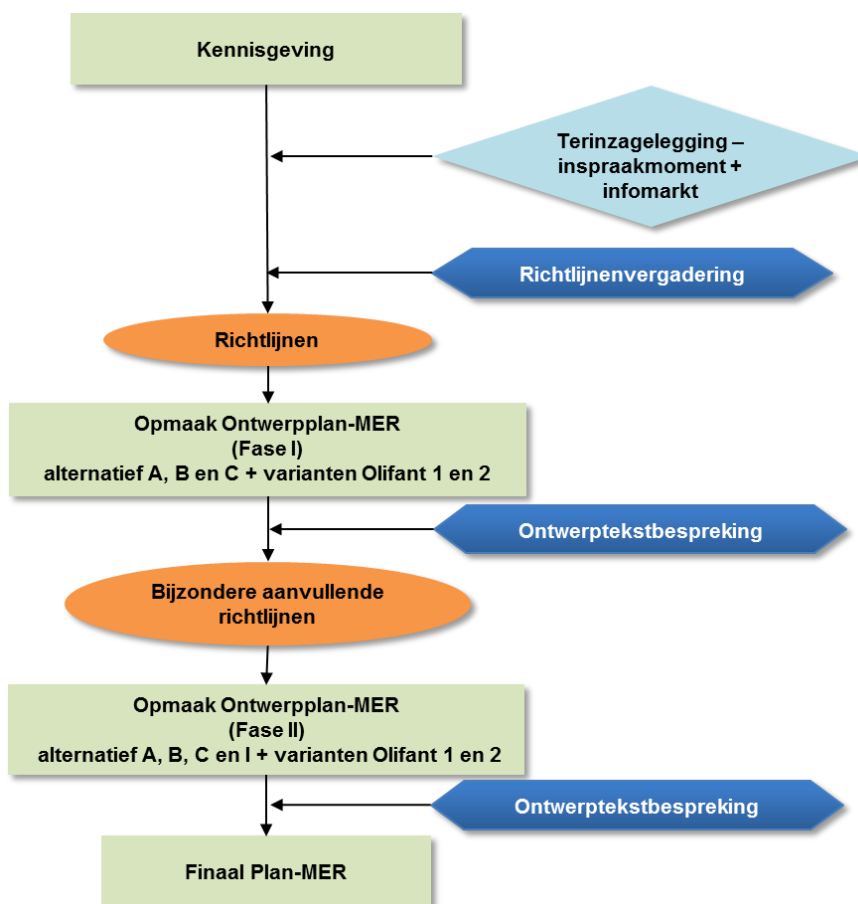 Kennisgeving
Terinzagelegging –
inspraakmoment +
infomarkt
Richtlijnenvergadering
Richtlijnen
Opmaak Ontwerpplan-MER
(Fase I)
alternatief A, B en C + varianten Olifant 1 en 2
Ontwerptekstbespreking
Bijzondere aanvullende
richtlijnen
Opmaak Ontwerpplan-MER
(Fase II)
alternatief A, B, C en I + varianten Olifant 1 en 2
Ontwerptekstbespreking
Finaal Plan-MER